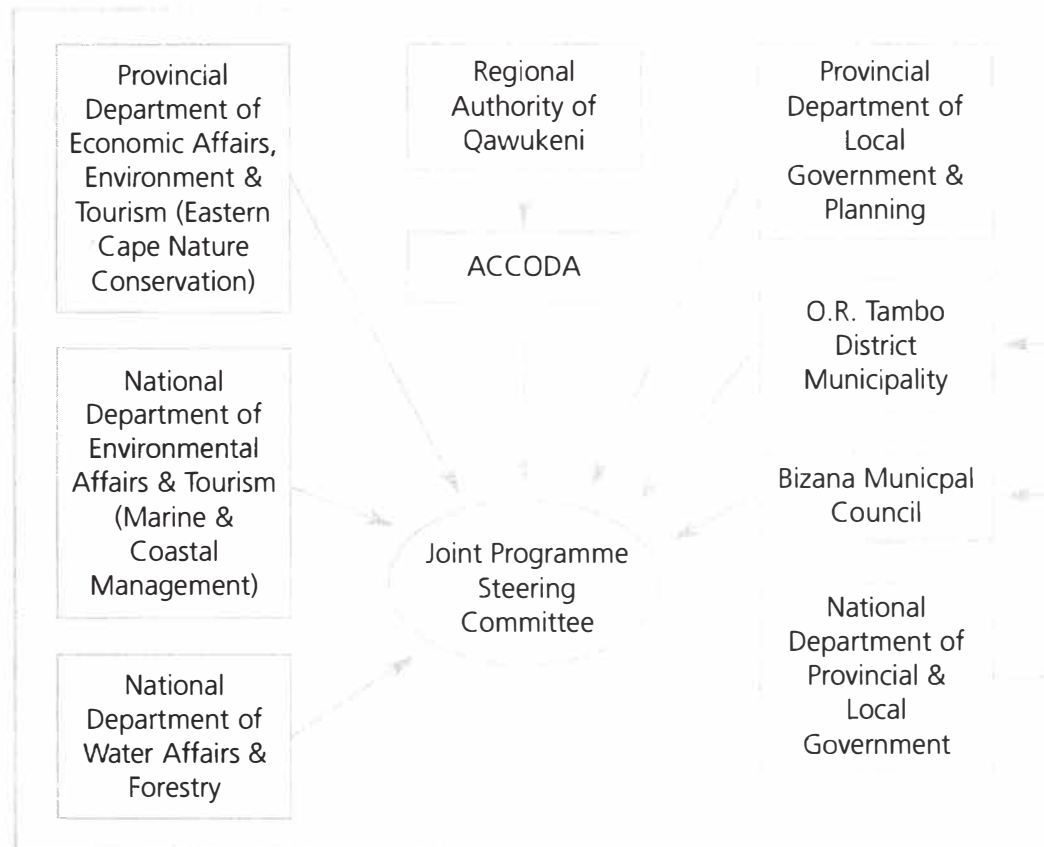 Provincial
Department of
Economic Affairs,
Environment &
Tourism (Eastern
Cape Nature
Conservation)
National
Department of
Environmental
Affairs & Tourism
(Marine &
Coastal
Management)
National
Department of
Water Affairs &
Forestry
Regional
Authority of
Qawukeni
ACCODA
Joint Programme
Steering
Committee
Provincial
Department of
Local
Government &
Planning
O.R. Tambo
District
Municipality
Bizana Municpal
Council
National
Department of
Provincial &
Local
Government